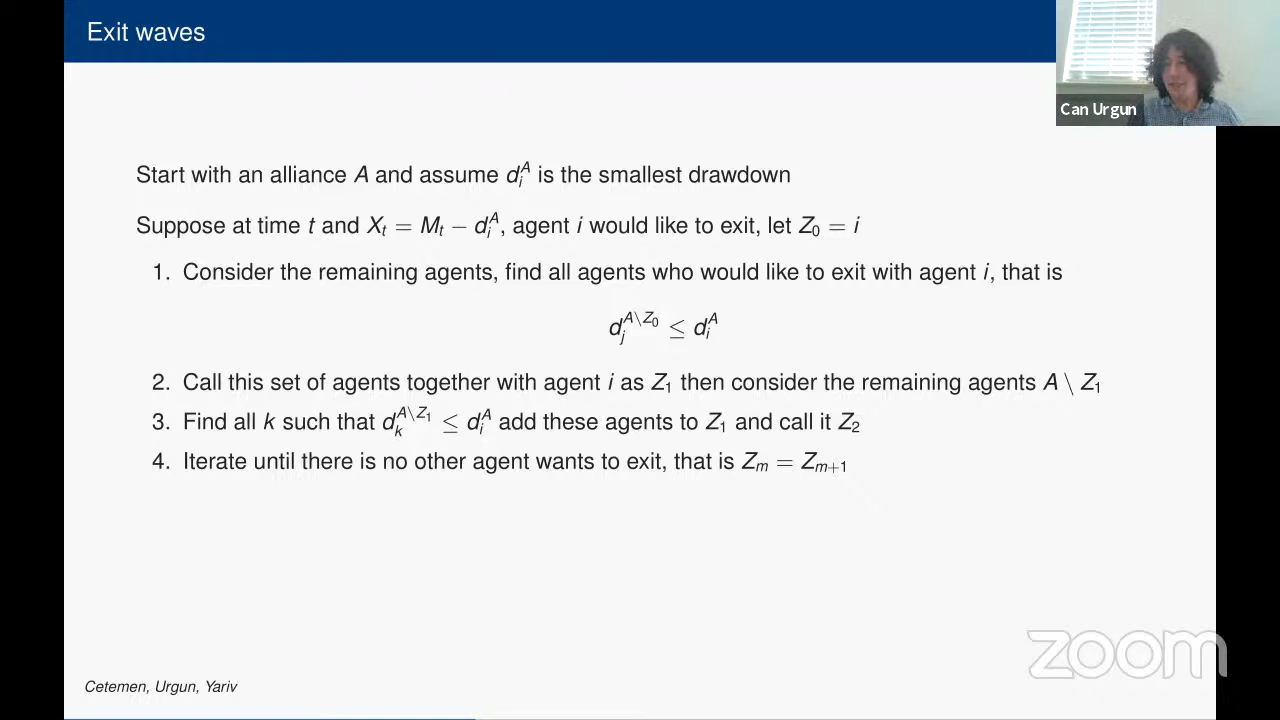 Exit waves
Can Urgun
Start with an alliance A and assume d_i^A is the smallest drawdown
Suppose at time t and X_t = M_t − d_i^A, agent i would like to exit, let Z_0 = i
1. Consider the remaining agents, find all agents who would like to exit with agent i, that is
d_j^{A\Z_0} ≤ d_i^A
2. Call this set of agents together with agent i as Z_1 then consider the remaining agents A \ Z_1
3. Find all k such that d_k^{A\Z_1} ≤ d_i^A add these agents to Z_1 and call it Z_2
4. Iterate until there is no other agent wants to exit, that is Z_m = Z_{m+1}
zoom
Cetemen, Urgun, Yariv